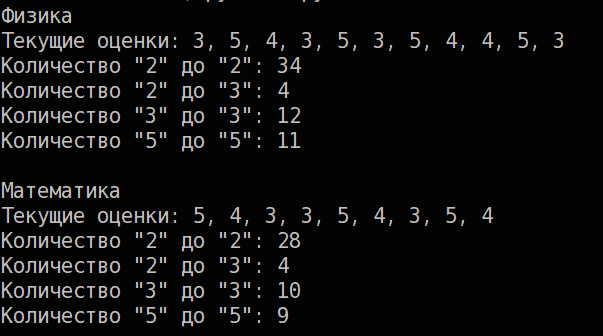 Физика
Текущие оценки: 3, 5, 4, 3, 5, 3, 5, 4, 4, 5, 3
Количество "2" до "2": 34
Количество "2" до "3": 4
Количество "3" до "3": 12
Количество "5" до "5": 11
Математика
Текущие оценки: 5, 4, 3, 3, 5, 4, 3, 5, 4
Количество "2" до "2": 28
Количество "2" до "3": 4
Количество "3" до "3": 10
Количество "5" до "5": 9